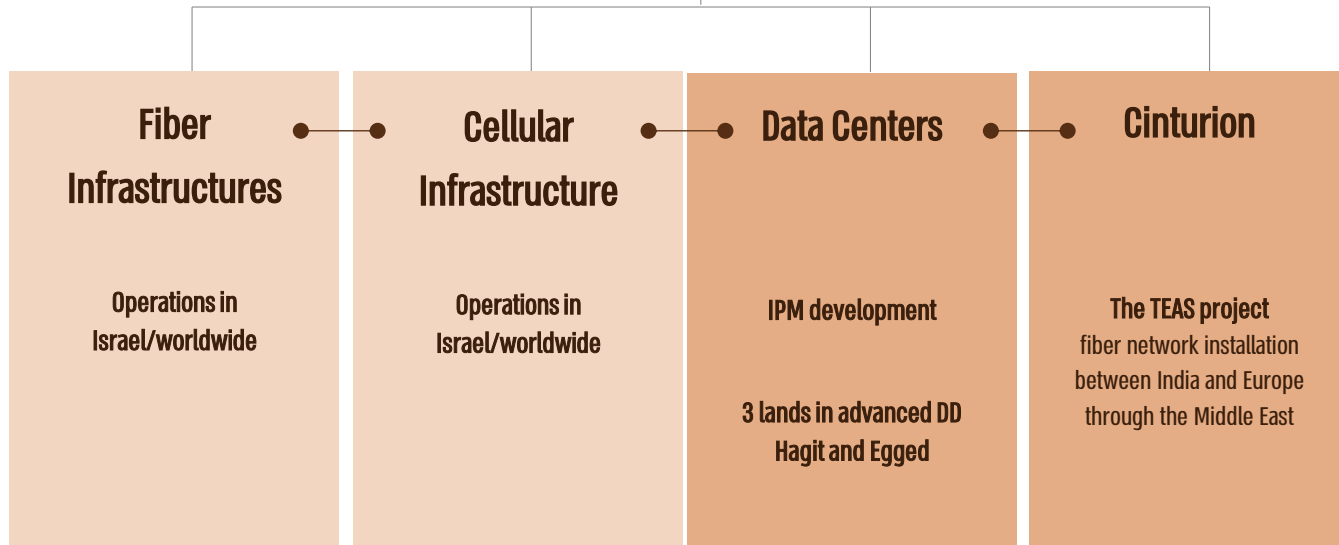 Fiber
Infrastructures
Operations in
Israel/worldwide
Cellular
Infrastructure
Operations in
Israel/worldwide
Data Centers
IPM development
3 lands in advanced DD
Hagit and Egged
Cinturion
The TEAS project
fiber network installation
between India and Europe
through the Middle East